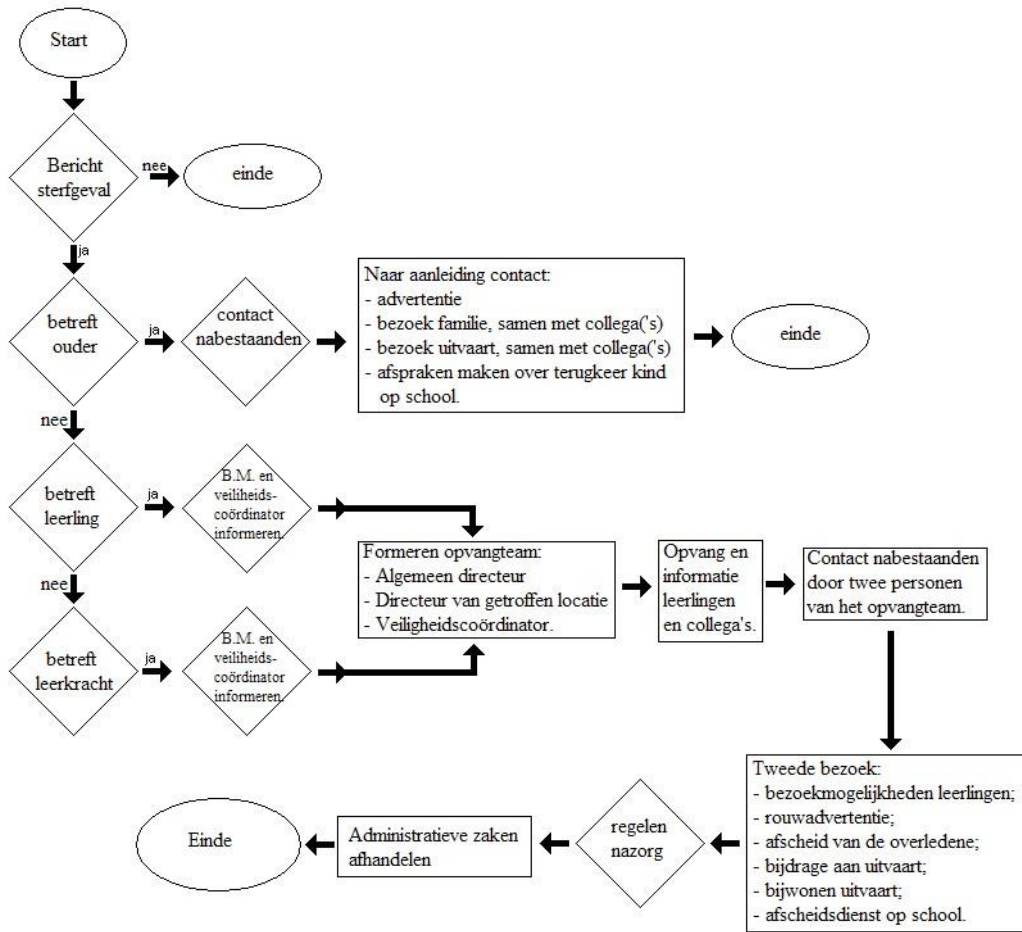 Start
Bericht
sterfgeval
nee
einde
ja
betreft
ouder
ja
contact
nabestaanden
Naar aanleiding contact:
- advertentie
- bezoek familie, samen met collega('s)
- bezoek uitvaart, samen met collega('s)
- afspraken maken over terugkeer kind
op school.
einde
nee
betreft
leerling
ja
B.M. en
veiliheids-
coördinator
informeren.
Formeren opvangteam:
- Algemeen directeur
- Directeur van getroffen locatie
- Veiligheidscoördinator.
Opvang en
informatie
leerlingen
en collega's.
Contact nabestaanden
door twee personen
van het opvangteam.
nee
betreft
leerkracht
ja
B.M. en
veiliheids-
coördinator
informeren.
Tweede bezoek:
- bezoekmogelijkheden leerlingen;
- rouwadvertentie;
- afscheid van de overledene;
- bijdrage aan uitvaart;
- bijwonen uitvaart;
- afscheidsdienst op school.
regelen
nazorg
Administratieve zaken
afhandelen
Einde